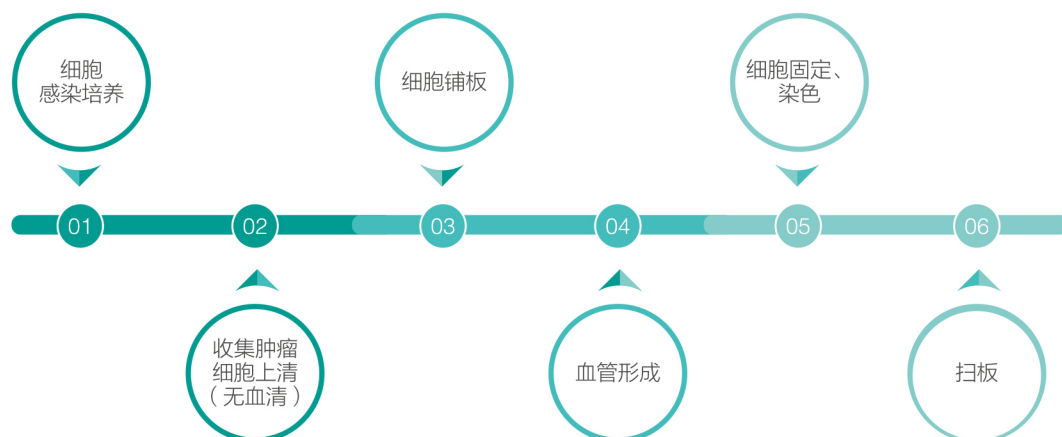 01
细胞
感染培养
02
收集肿瘤
细胞上清
（无血清）
03
细胞铺板
04
血管形成
05
细胞固定、
染色
06
扫板